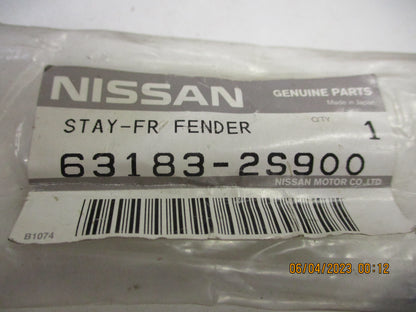 NISSAN
GENUINE PARTS
Made in Japan
STAY-FR FENDER
QTY
1
63183-2S900
NISSAN MOTOR CO.,LTD
B1074
06/04/2023 00:12